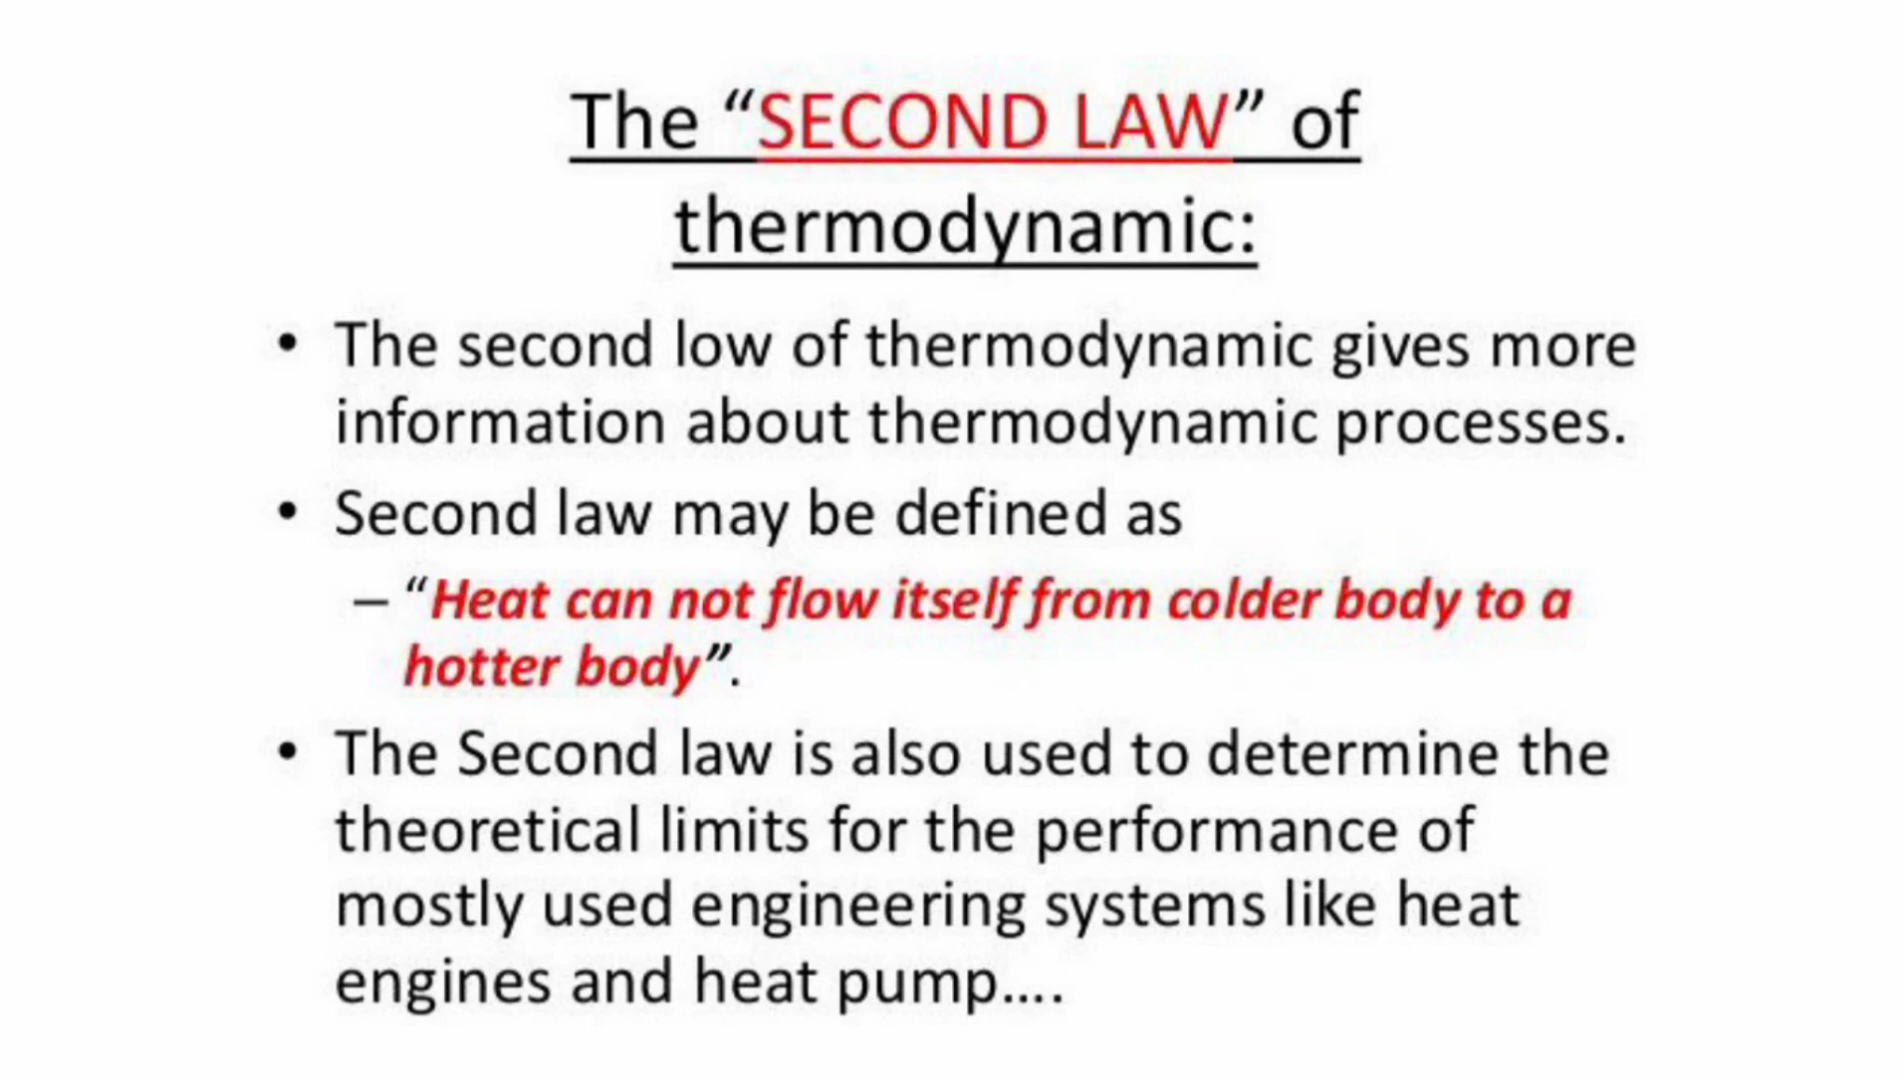 The “SECOND LAW” of
thermodynamic:
• The second low of thermodynamic gives more
information about thermodynamic processes.
• Second law may be defined as
– “Heat can not flow itself from colder body to a
hotter body”.
• The Second law is also used to determine the
theoretical limits for the performance of
mostly used engineering systems like heat
engines and heat pump....